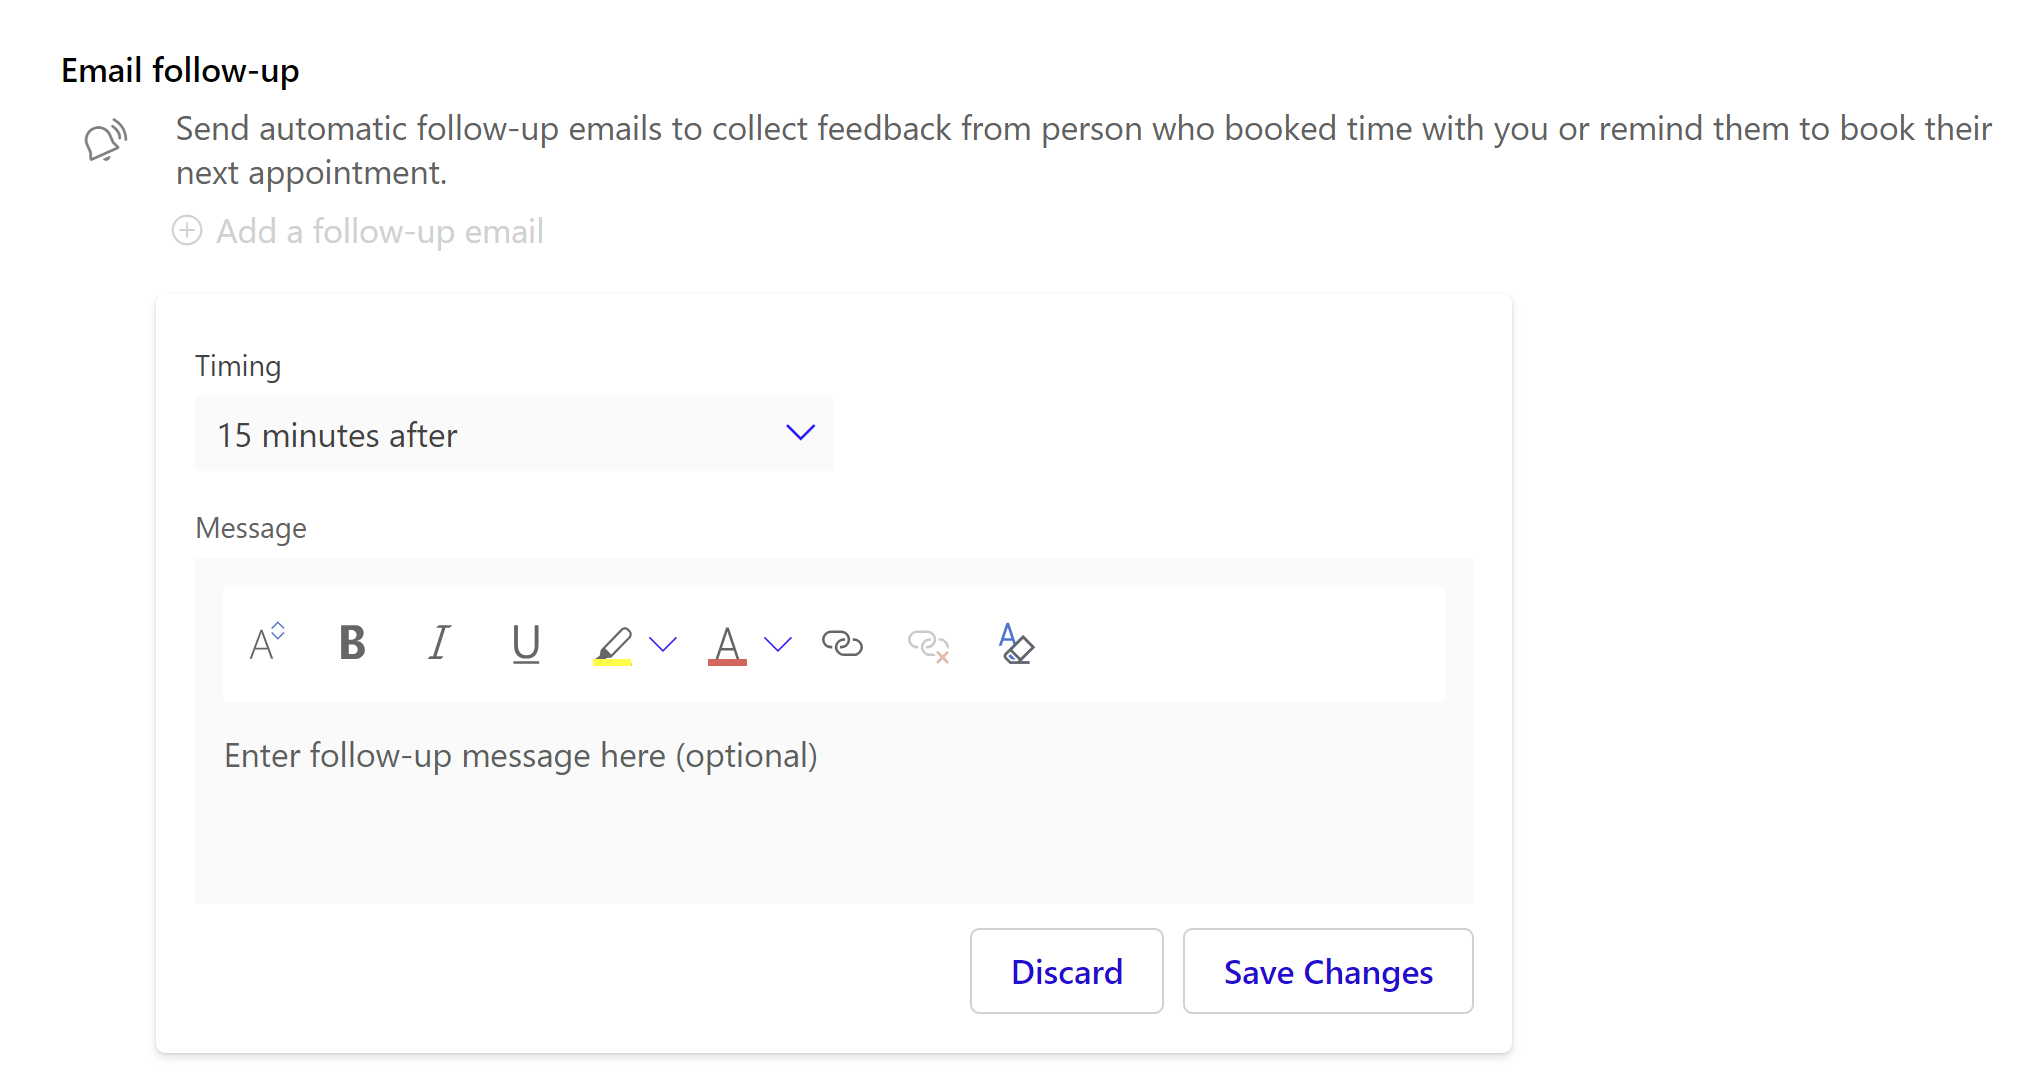 Email follow-up
Send automatic follow-up emails to collect feedback from person who booked time with you or remind them to book their
next appointment.
Add a follow-up email
Timing
15 minutes after
Message
A B I U A A
Enter follow-up message here (optional)
Discard Save Changes